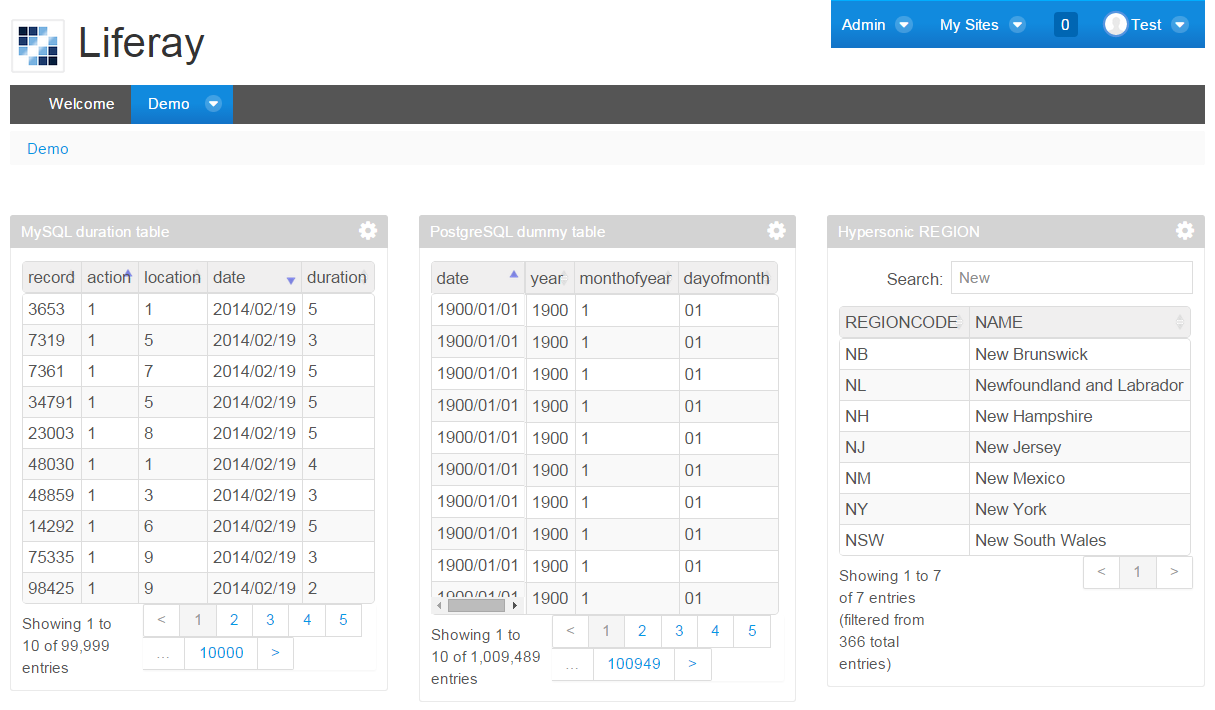 Liferay
Admin My Sites 0 Test
Welcome Demo
Demo
MySQL duration table
record action location date duration
3653 1 1 2014/02/19 5
7319 1 5 2014/02/19 3
7361 1 7 2014/02/19 5
34791 1 5 2014/02/19 5
23003 1 8 2014/02/19 5
48030 1 1 2014/02/19 4
48859 1 3 2014/02/19 3
14292 1 6 2014/02/19 5
75335 1 9 2014/02/19 3
98425 1 9 2014/02/19 2
Showing 1 to
10 of 99,999
entries
< 1 2 3 4 5
... 10000 >
PostgreSQL dummy table
date year monthofyear dayofmonth
1900/01/01 1900 1 01
1900/01/01 1900 1 01
1900/01/01 1900 1 01
1900/01/01 1900 1 01
1900/01/01 1900 1 01
1900/01/01 1900 1 01
1900/01/01 1900 1 01
1900/01/01 1900 1 01
1900/01/01 1900 1 01
1900/01/01 1900 1 01
Showing 1 to
10 of 1,009,489
entries
< 1 2 3 4 5
... 100949 >
Hypersonic REGION
Search: New
REGIONCODE NAME
NB New Brunswick
NL Newfoundland and Labrador
NH New Hampshire
NJ New Jersey
NM New Mexico
NY New York
NSW New South Wales
Showing 1 to 7
of 7 entries
(filtered from
366 total
entries)
< 1 >